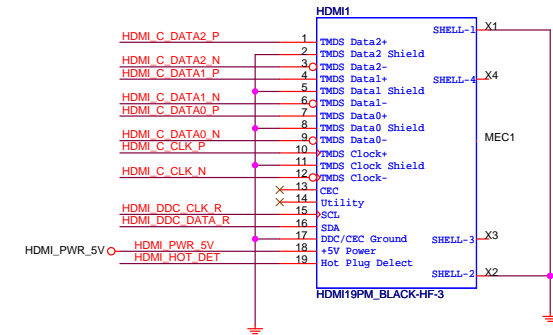 HDMI1
HDMI_C_DATA2_P 1 TMDS Data2+ SHELL-1 X1
2 TMDS Data2 Shield
HDMI_C_DATA2_N 3 TMDS Data2-
HDMI_C_DATA1_P 4 TMDS Data1+ SHELL-4 X4
5 TMDS Data1 Shield
HDMI_C_DATA1_N 6 TMDS Data1-
HDMI_C_DATA0_P 7 TMDS Data0+
8 TMDS Data0 Shield
HDMI_C_DATA0_N 9 TMDS Data0- MEC1
HDMI_C_CLK_P 10 TMDS Clock+
11 TMDS Clock Shield
HDMI_C_CLK_N 12 TMDS Clock-
13 CEC
14 Utility
HDMI_DDC_CLK_R 15 SCL
HDMI_DDC_DATA_R 16 SDA
17 DDC/CEC Ground SHELL-3 X3
HDMI_PWR_5V HDMI_PWR_5V 18 +5V Power
HDMI_HOT_DET 19 Hot Plug Delect
SHELL-2 X2
HDMI19PM_BLACK-HF-3